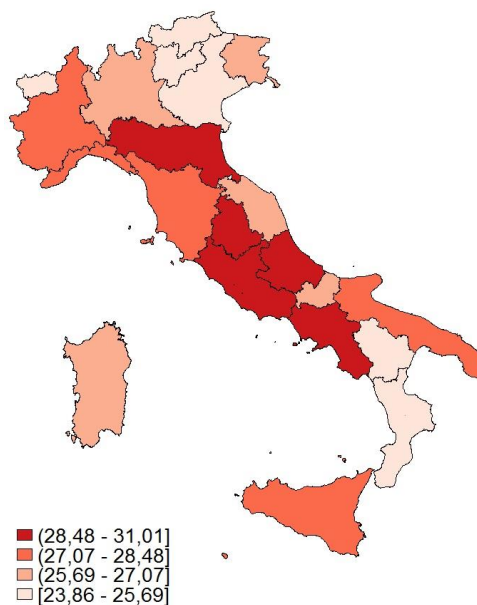 (28,48 - 31,01]
(27,07 - 28,48]
(25,69 - 27,07]
[23,86 - 25,69]